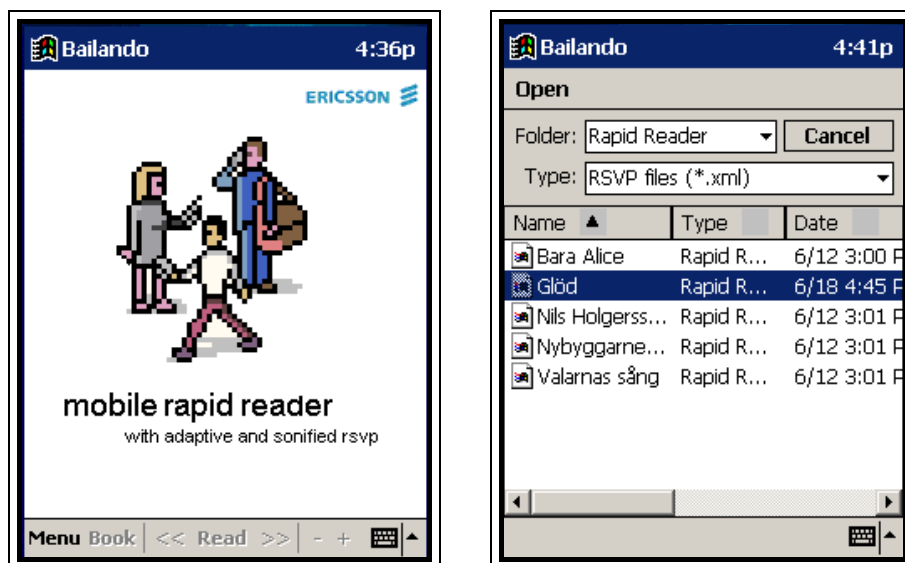 Bailando 4:36p
ERICSSON
mobile rapid reader
with adaptive and sonified rsvp
Menu Book << Read >> - +
Bailando 4:41p
Open
Folder: Rapid Reader Cancel
Type: RSVP files (*.xml)
Name Type Date
Bara Alice Rapid R... 6/12 3:00 P
Glöd Rapid R... 6/18 4:45 P
Nils Holgerss... Rapid R... 6/12 3:01 P
Nybyggarne... Rapid R... 6/12 3:01 P
Valarnas sång Rapid R... 6/12 3:01 P